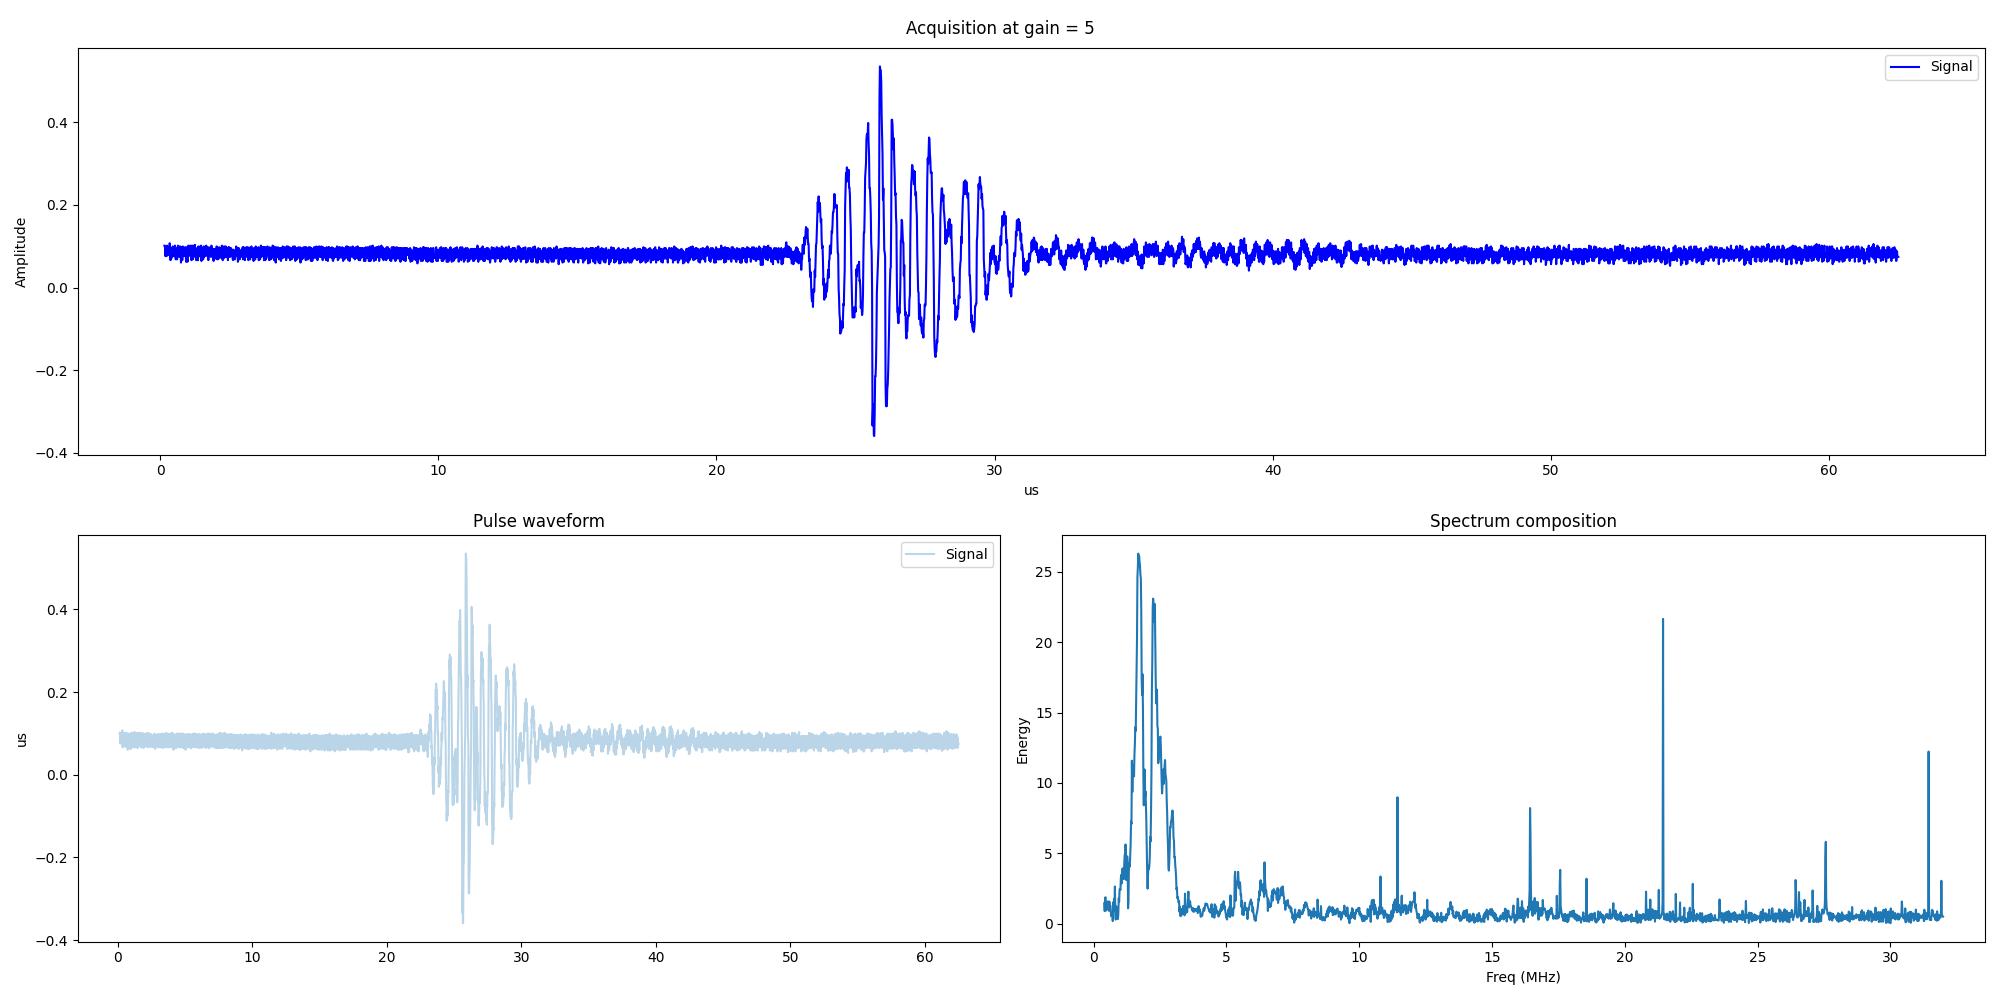 Acquisition at gain = 5
Signal
Amplitude
0.4
0.2
0.0
−0.2
−0.4
0 10 20 30 40 50 60
us
Pulse waveform
Signal
us
0.4
0.2
0.0
−0.2
−0.4
0 10 20 30 40 50 60
Spectrum composition
Energy
25
20
15
10
5
0
0 5 10 15 20 25 30
Freq (MHz)